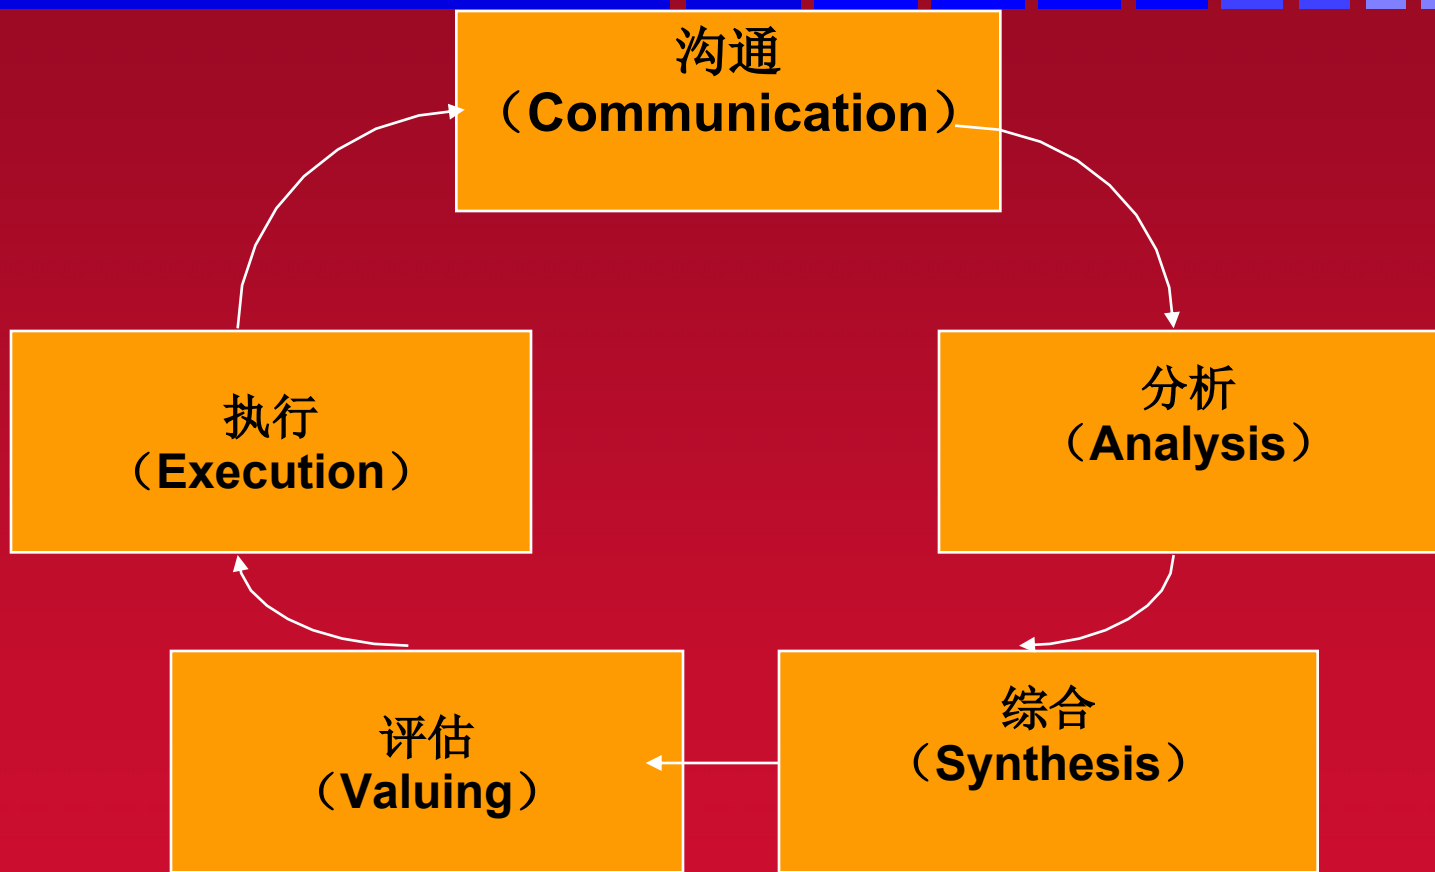 沟通
（Communication）
分析
（Analysis）
综合
（Synthesis）
评估
（Valuing）
执行
（Execution）